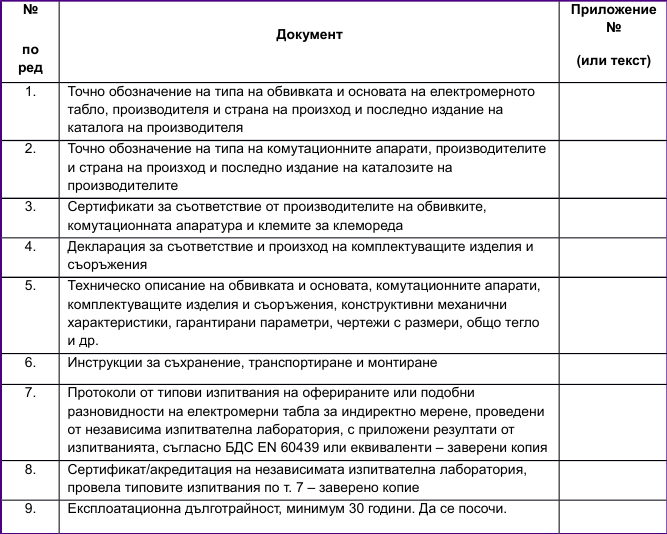 №
по
ред
Документ
Приложение
№
(или текст)
1.
Точно обозначение на типа на обвивката и основата на електромерното
табло, производителя и страна на произход и последно издание на
каталога на производителя
2.
Точно обозначение на типа на комутационните апарати, производителите
и страна на произход и последно издание на каталозите на
производителите
3.
Сертификати за съответствие от производителите на обвивките,
комутационната апаратура и клемите за клемореда
4.
Декларация за съответствие и произход на комплектуващите изделия и
съоръжения
5.
Техническо описание на обвивката и основата, комутационните апарати,
комплектуващите изделия и съоръжения, конструктивни механични
характеристики, гарантирани параметри, чертежи с размери, общо тегло
и др.
6.
Инструкции за съхранение, транспортиране и монтиране
7.
Протоколи от типови изпитвания на оферираните или подобни
разновидности на електромерни табла за индиректно мерене, проведени
от независима изпитвателна лаборатория, с приложени резултати от
изпитванията, съгласно БДС EN 60439 или еквиваленти – заверени копия
8.
Сертификат/акредитация на независимата изпитвателна лаборатория,
провела типовите изпитвания по т. 7 – заверено копие
9.
Експлоатационна дълготрайност, минимум 30 години. Да се посочи.